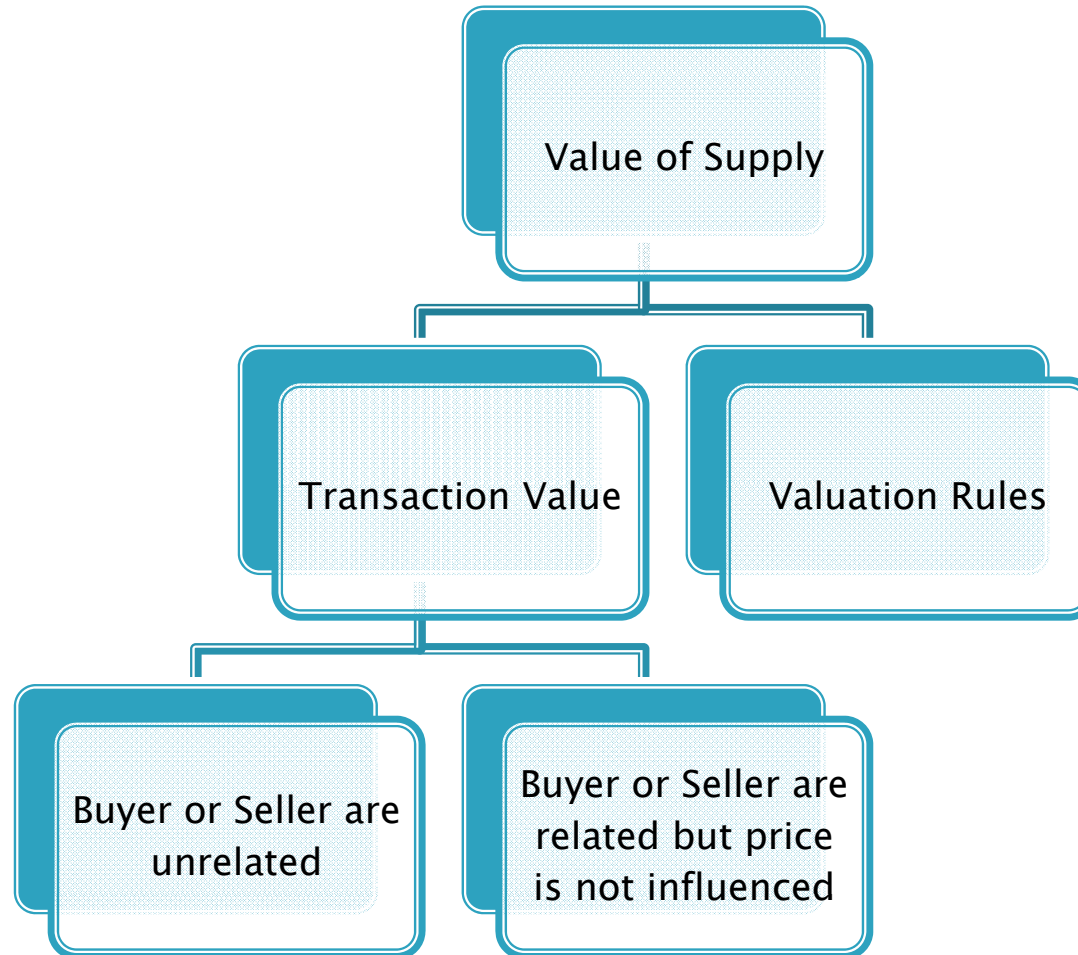 Value of Supply
Transaction Value
Valuation Rules
Buyer or Seller are
unrelated
Buyer or Seller are
related but price
is not influenced